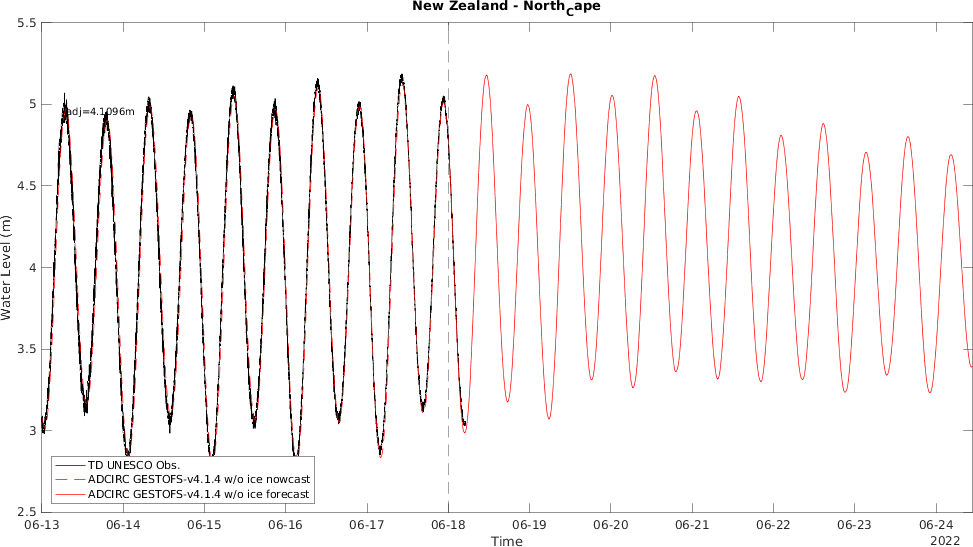 New Zealand - NorthCape
5.5
5
4.5
4
3.5
3
2.5
Water Level (m)
adj=4.1096m
TD UNESCO Obs.
ADCIRC GESTOFS-v4.1.4 w/o ice nowcast
ADCIRC GESTOFS-v4.1.4 w/o ice forecast
06-13 06-14 06-15 06-16 06-17 06-18 06-19 06-20 06-21 06-22 06-23 06-24
Time
2022